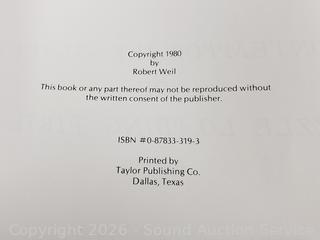 Copyright 1980
by
Robert Weil
This book or any part thereof may not be reproduced without
the written consent of the publisher.
ISBN #0-87833-319-3
Printed by
Taylor Publishing Co.
Dallas, Texas
Copyright 2026 - Sound Auction Service